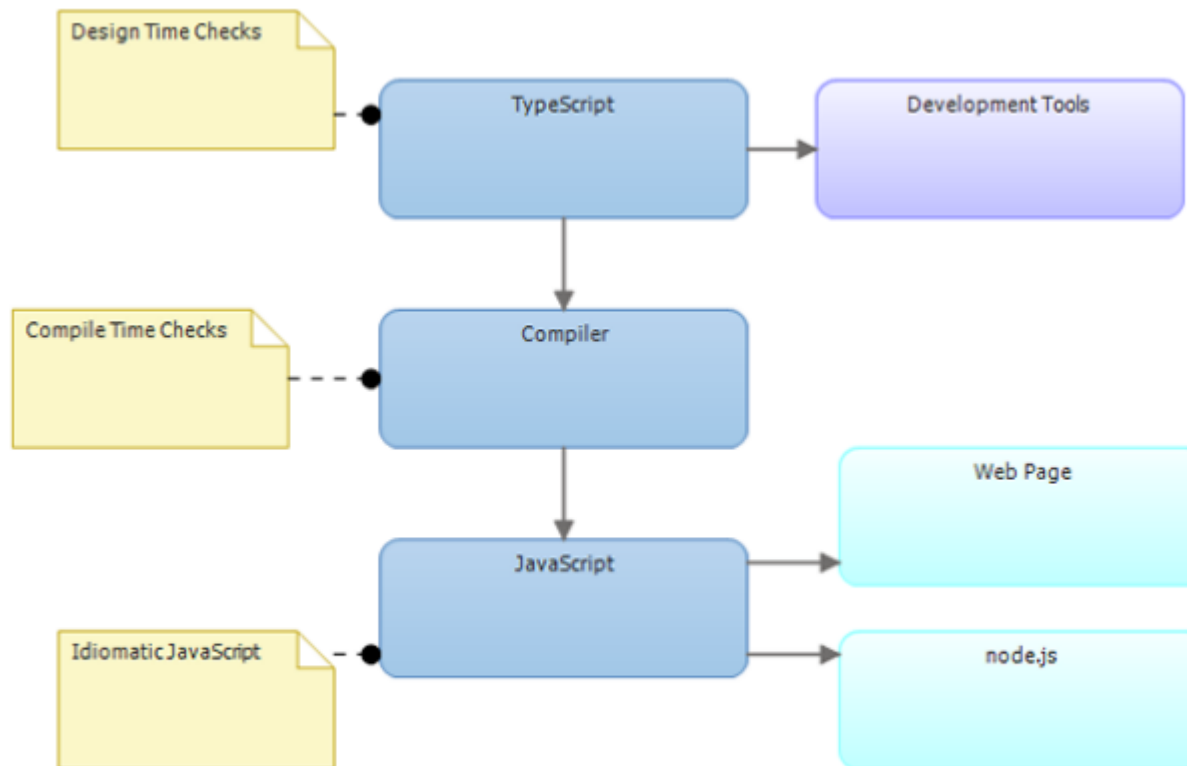 Design Time Checks
TypeScript
Development Tools
Compile Time Checks
Compiler
Web Page
JavaScript
Idiomatic JavaScript
node.js